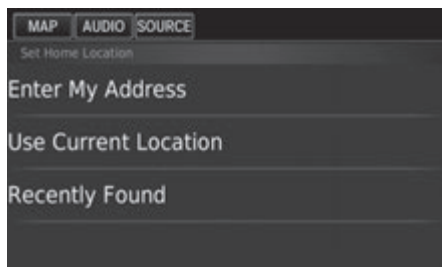 MAP AUDIO SOURCE
Set Home Location
Enter My Address
Use Current Location
Recently Found